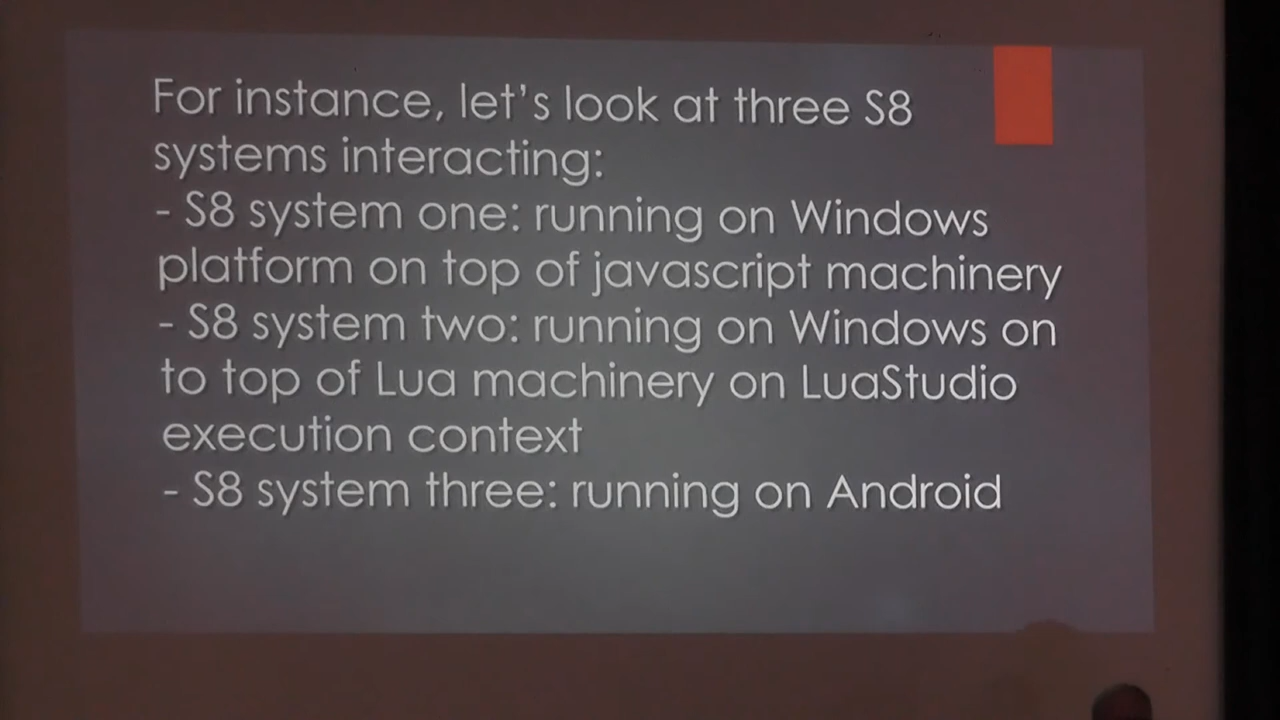 For instance, let's look at three S8
systems interacting:
- S8 system one: running on Windows
platform on top of javascript machinery
- S8 system two: running on Windows on
to top of Lua machinery on LuaStudio
execution context
- S8 system three: running on Android